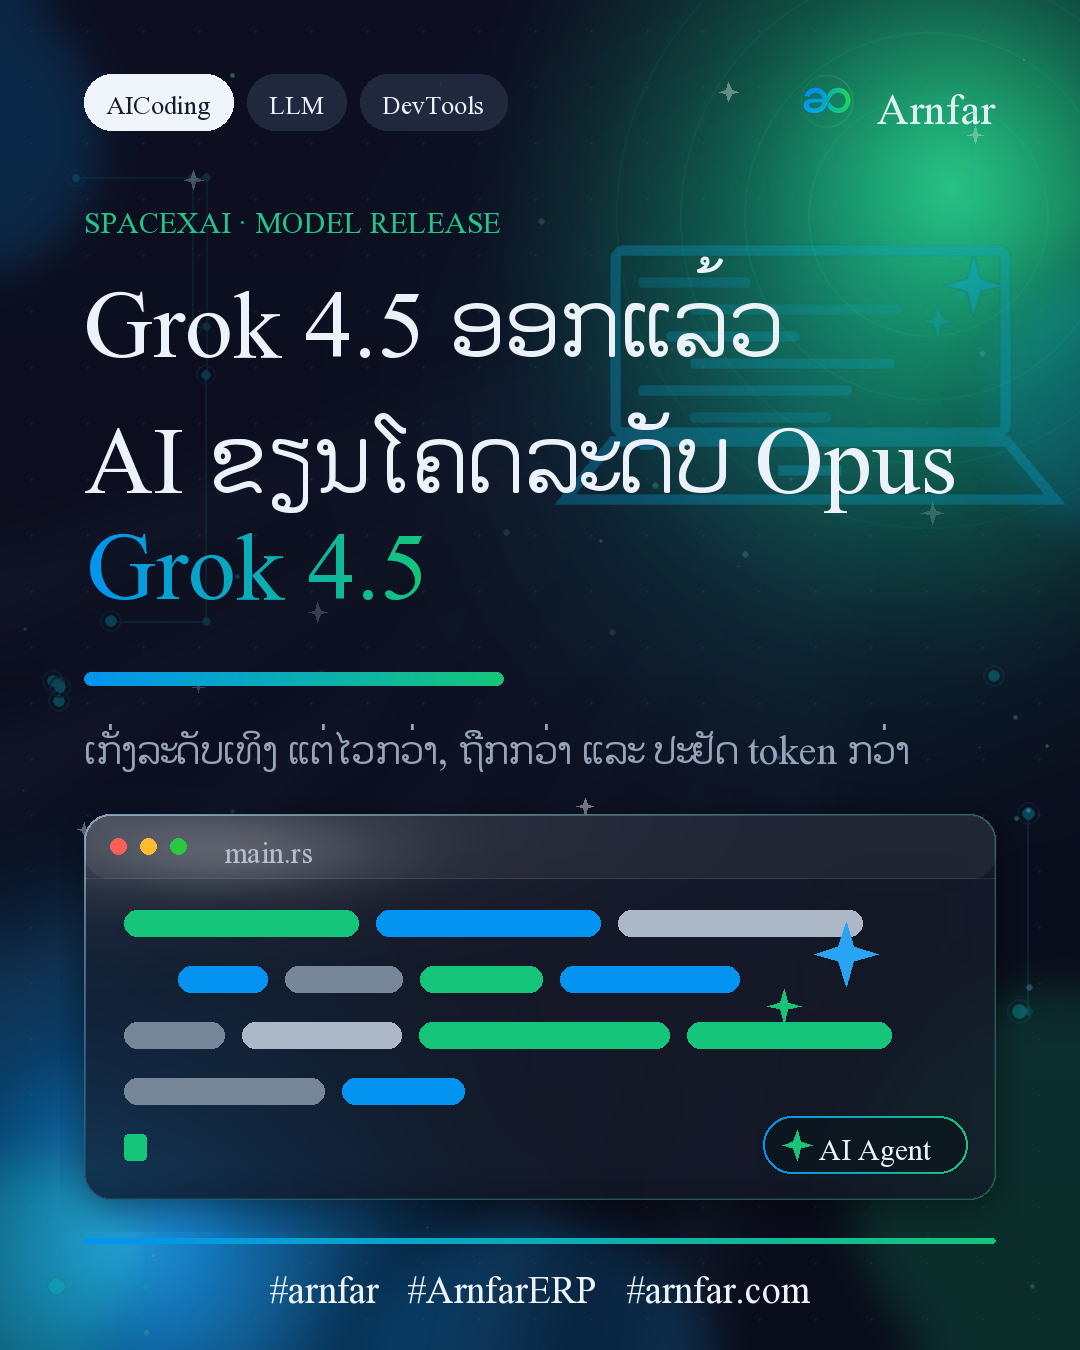 AICoding LLM DevTools
Arnfar
SPACEXAI · MODEL RELEASE
Grok 4.5 ອອກແລ້ວ
AI ຂຽນໂຄດລະດັບ Opus
Grok 4.5
ເກັ່ງລະດັບເທິງ ແຕ່ໄວກວ່າ, ຖືກກວ່າ ແລະ ປະຢັດ token ກວ່າ
main.rs
AI Agent
#arnfar #ArnfarERP #arnfar.com